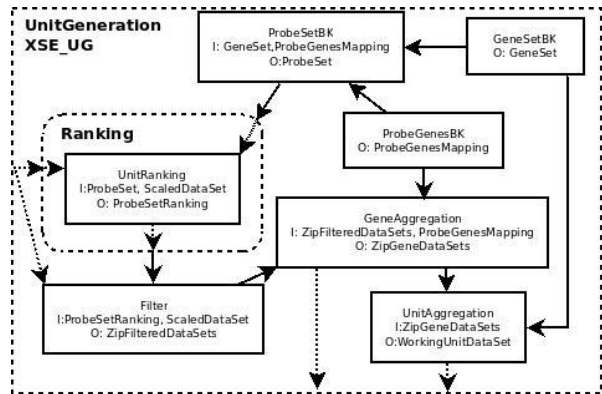 UnitGeneration
XSE_UG
ProbeSetBK
I: GeneSet,ProbeGenesMapping
O:ProbeSet
GeneSetBK
O: GeneSet
Ranking
ProbeGenesBK
O: ProbeGenesMapping
UnitRanking
I:ProbeSet, ScaledDataSet
O: ProbeSetRanking
GeneAggregation
I: ZipFilteredDataSets, ProbeGenesMapping
O: ZipGeneDataSets
Filter
I:ProbeSetRanking, ScaledDataSet
O: ZipFilteredDataSets
UnitAggregation
I:ZipGeneDataSets
O:WorkingUnitDataSet